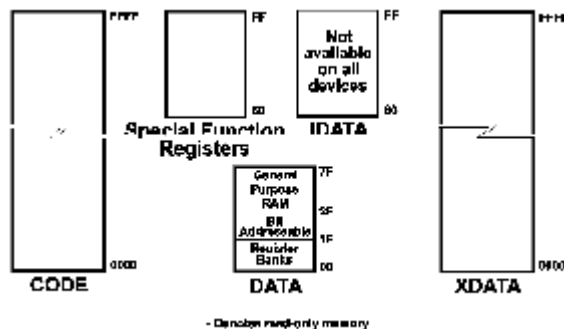 FFFF
FF
FF
FFFF
Not
available
on all
devices
80
80
Special Function
Registers
IDATA
General
Purpose
RAM
7F
Bit
Addressable
2F
1F
Register
Banks
0000
00
0000
CODE
DATA
XDATA
- Denotes read-only memory